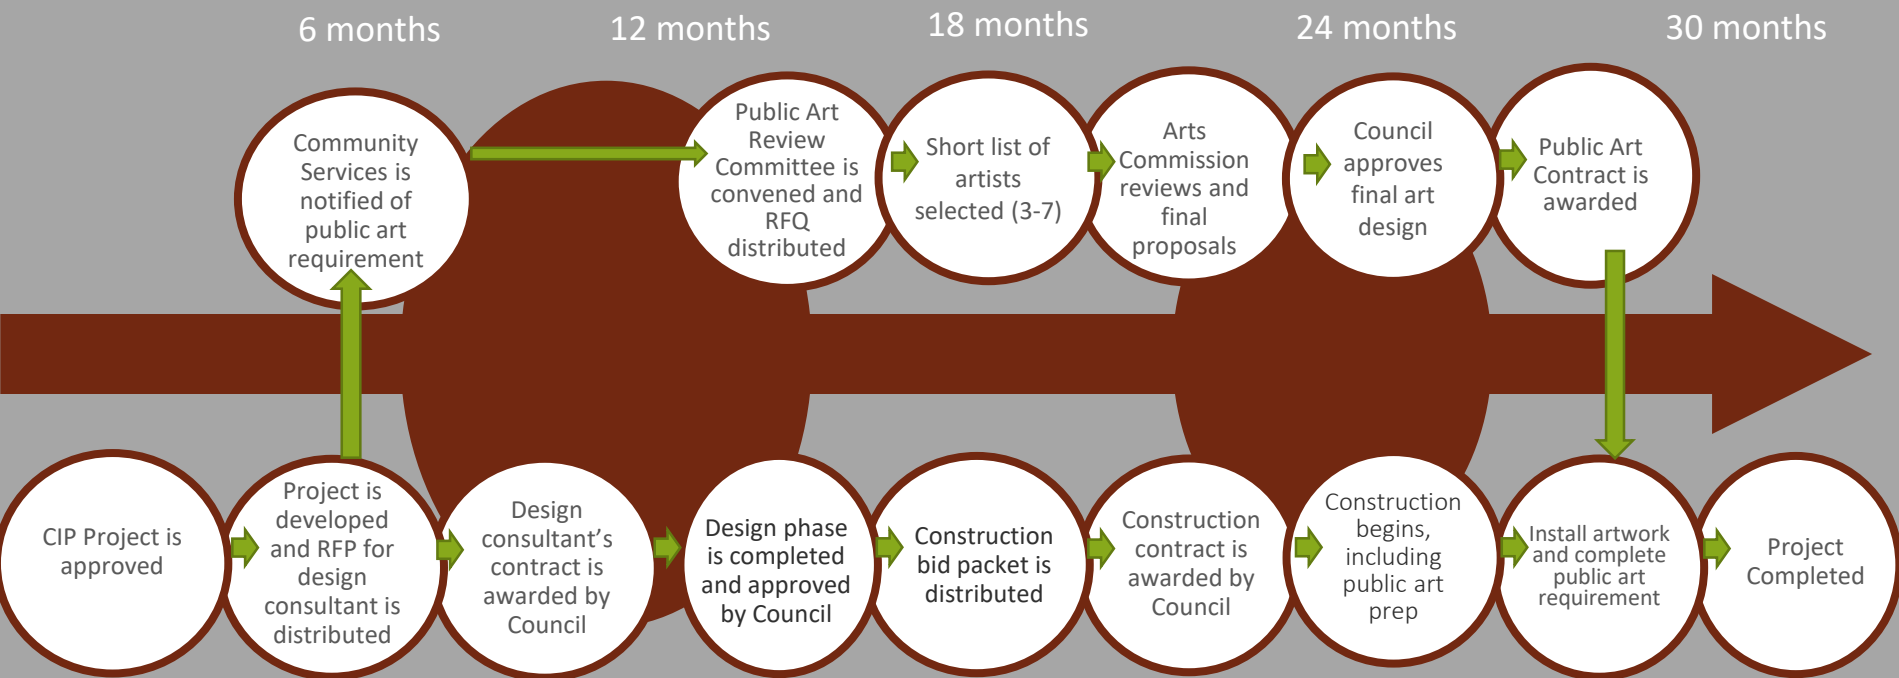 6 months
12 months
18 months
24 months
30 months
Community
Services is
notified of
public art
requirement
Public Art
Review
Committee is
convened and
RFQ
distributed
Short list of
artists
selected (3-7)
Arts
Commission
reviews and
final
proposals
Council
approves
final art
design
Public Art
Contract is
awarded
CIP Project is
approved
Project is
developed
and RFP for
design
consultant is
distributed
Design
consultant’s
contract is
awarded by
Council
Design phase
is completed
and approved
by Council
Construction
bid packet is
distributed
Construction
contract is
awarded by
Council
Construction
begins,
including
public art
prep
Install artwork
and complete
public art
requirement
Project
Completed